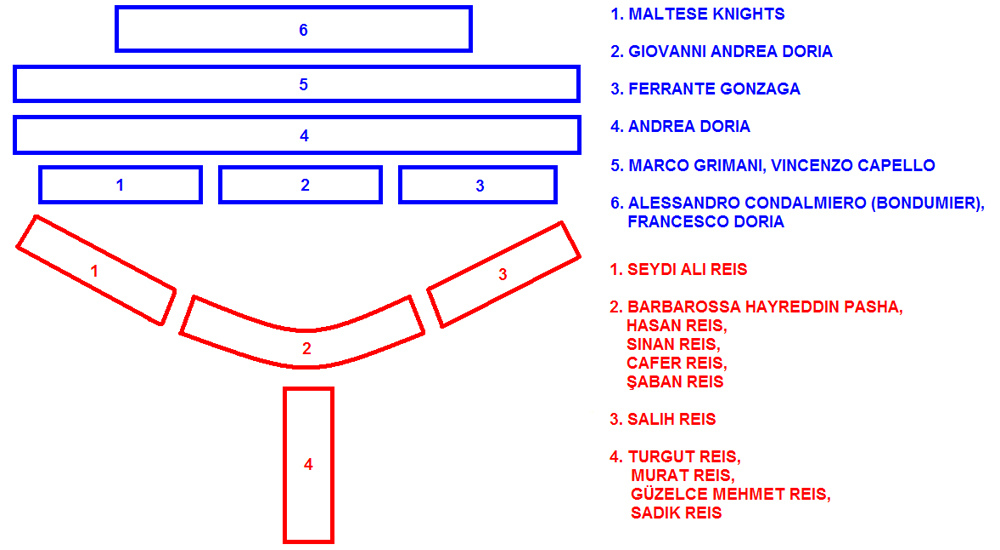 6
5
4
1
2
3
1
2
3
4
1. MALTESE KNIGHTS
2. GIOVANNI ANDREA DORIA
3. FERRANTE GONZAGA
4. ANDREA DORIA
5. MARCO GRIMANI, VINCENZO CAPELLO
6. ALESSANDRO CONDALMIERO (BONDUMIER),
FRANCESCO DORIA
1. SEYDI ALI REIS
2. BARBAROSSA HAYREDDIN PASHA,
HASAN REIS,
SINAN REIS,
CAFER REIS,
ŞABAN REIS
3. SALIH REIS
4. TURGUT REIS,
MURAT REIS,
GÜZELCE MEHMET REIS,
SADIK REIS